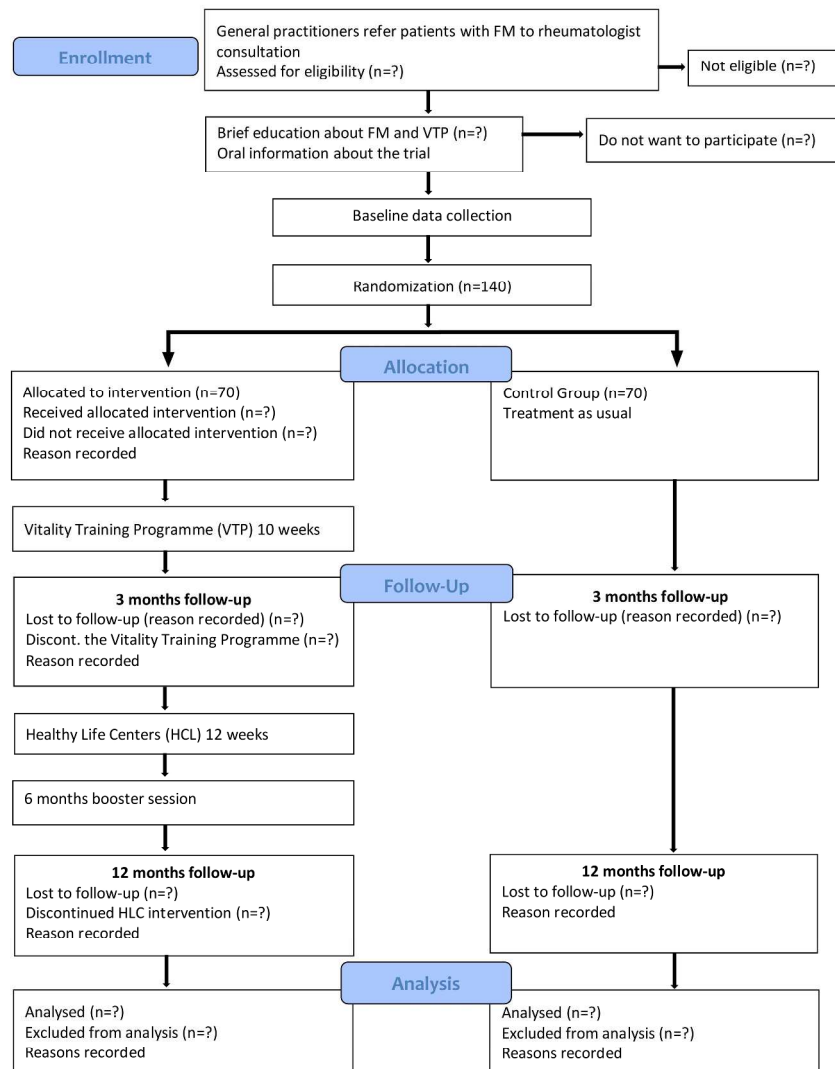 Enrollment
General practitioners refer patients with FM to rheumatologist
consultation
Assessed for eligibility (n=?)
Not eligible (n=?)
Brief education about FM and VTP (n=?)
Oral information about the trial
Do not want to participate (n=?)
Baseline data collection
Randomization (n=140)
Allocation
Allocated to intervention (n=70)
Received allocated intervention (n=?)
Did not receive allocated intervention (n=?)
Reason recorded
Control Group (n=70)
Treatment as usual
Vitality Training Programme (VTP) 10 weeks
Follow-Up
3 months follow-up
Lost to follow-up (reason recorded) (n=?)
Discont. the Vitality Training Programme (n=?)
Reason recorded
3 months follow-up
Lost to follow-up (reason recorded) (n=?)
Healthy Life Centers (HCL) 12 weeks
6 months booster session
12 months follow-up
Lost to follow-up (n=?)
Discontinued HLC intervention (n=?)
Reason recorded
12 months follow-up
Lost to follow-up (n=?)
Reason recorded
Analysis
Analysed (n=?)
Excluded from analysis (n=?)
Reasons recorded
Analysed (n=?)
Excluded from analysis (n=?)
Reasons recorded